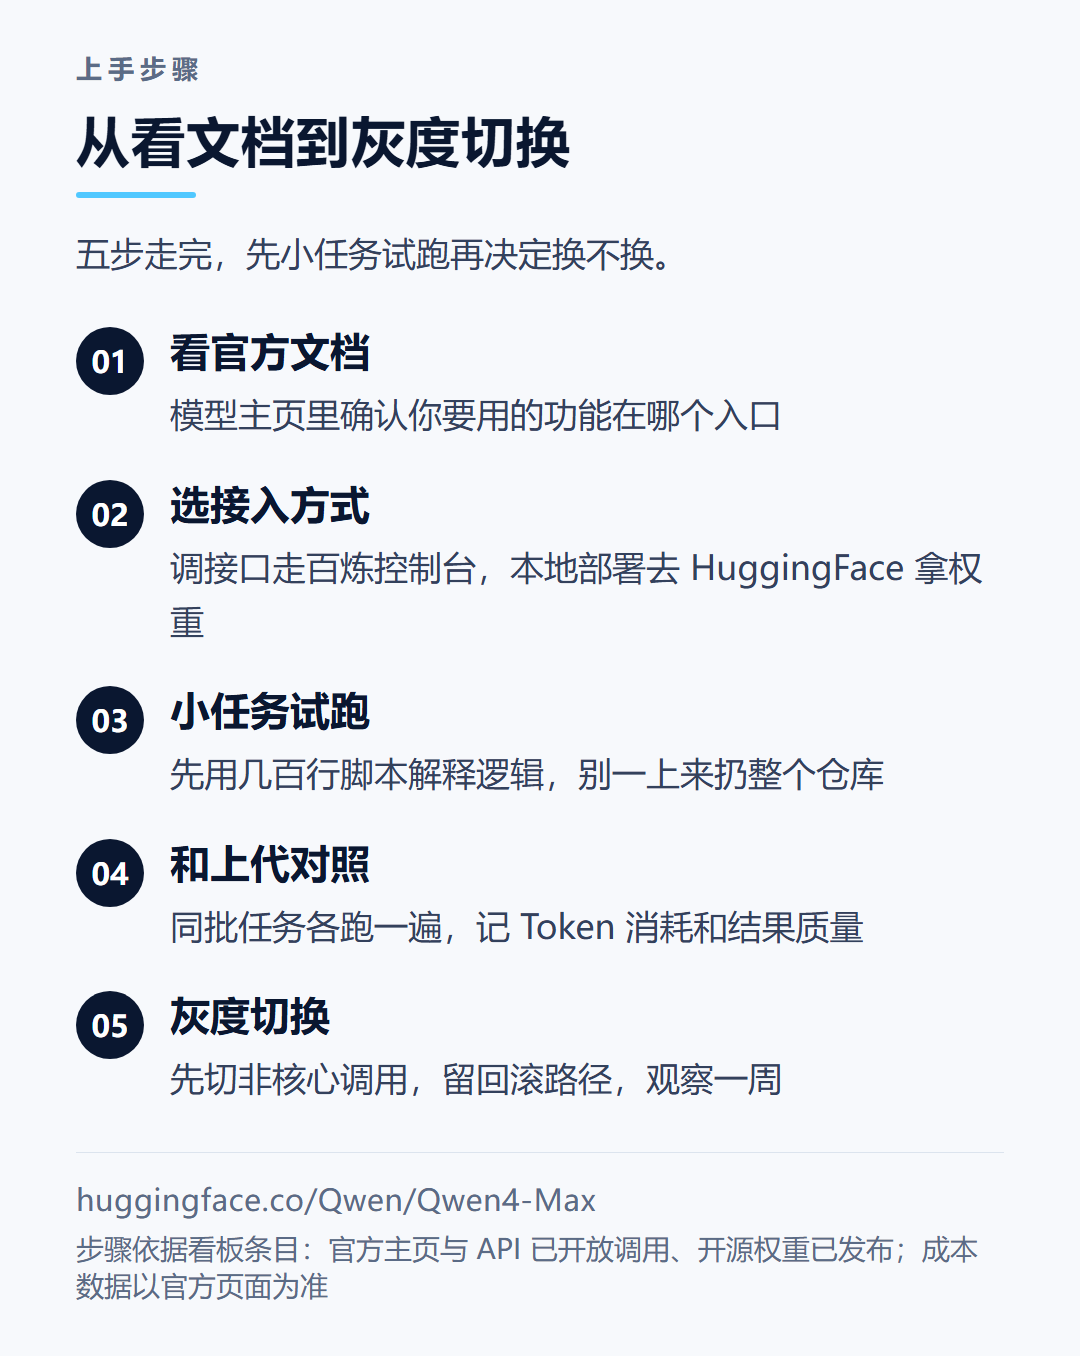 上手步骤
从看文档到灰度切换
五步走完，先小任务试跑再决定换不换。
01
看官方文档
模型主页里确认你要用的功能在哪个入口
02
选接入方式
调接口走百炼控制台，本地部署去 HuggingFace 拿权
重
03
小任务试跑
先用几百行脚本解释逻辑，别一上来扔整个仓库
04
和上代对照
同批任务各跑一遍，记 Token 消耗和结果质量
05
灰度切换
先切非核心调用，留回滚路径，观察一周
huggingface.co/Qwen/Qwen4-Max
步骤依据看板条目：官方主页与 API 已开放调用、开源权重已发布；成本
数据以官方页面为准